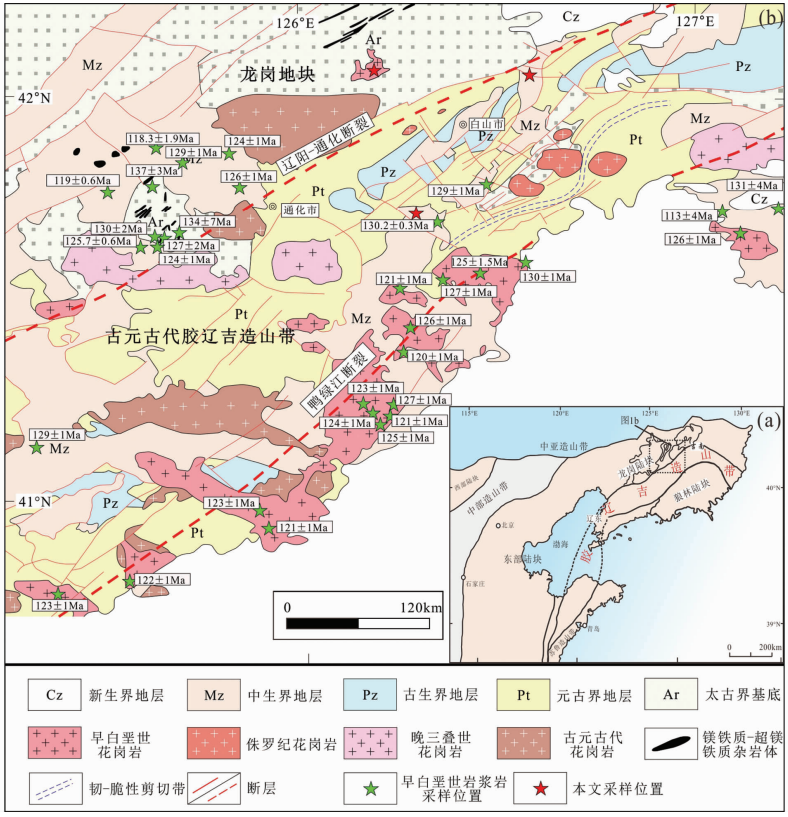 126°E
127°E
(b)
Cz
Ar
Mz
龙岗地块
Pz
42°N
辽阳-通化断裂
白山市
Pz
Mz
Pt
118.3±1.9Ma
129±1Ma
Mz
124±1Ma
137±3Ma
119±0.6Ma
126±1Ma
Pt
Pz
129±1Ma
131±4Ma
Cz
通化市
130.2±0.3Ma
113±4Ma
130±2Ma
Ar
134±7Ma
125.7±0.6Ma
127±2Ma
124±1Ma
126±1Ma
125±1.5Ma
130±1Ma
121±1Ma
127±1Ma
Pt
Mz
126±1Ma
古元古代胶辽吉造山带
120±1Ma
鸭绿江断裂
123±1Ma
127±1Ma
124±1Ma
121±1Ma
125±1Ma
129±1Ma
Mz
41°N
Pz
123±1Ma
121±1Ma
Pt
122±1Ma
123±1Ma
0
120km
115°E
120°E
125°E
130°E
(a)
图1b
中亚造山带
龙岗陆块
造
山
带
西部陆块
中部造山带
吉
狼林陆块
40°N
辽
北京
辽东
渤海
东部陆块
胶
石家庄
39°N
苏鲁造山带
青岛
0
200km
Cz
新生界地层
Mz
中生界地层
Pz
古生界地层
Pt
元古界地层
Ar
太古界基底
早白垩世
花岗岩
侏罗纪花岗岩
晚三叠世
花岗岩
古元古代
花岗岩
镁铁质-超镁
铁质杂岩体
韧-脆性剪切带
断层
早白垩世岩浆岩
采样位置
本文采样位置